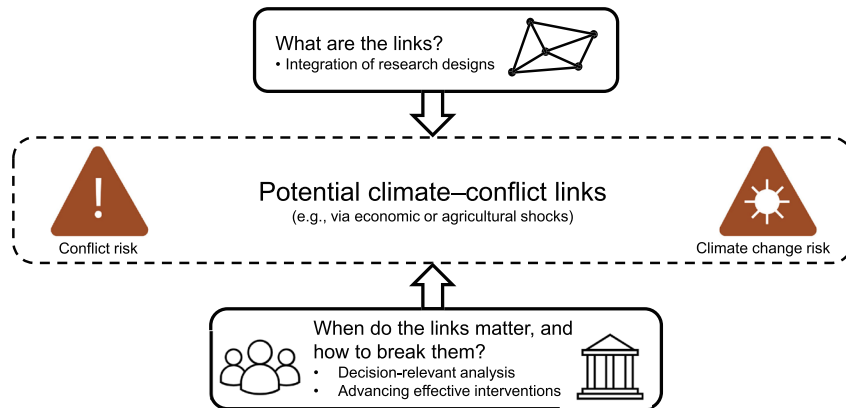 What are the links?
• Integration of research designs
Potential climate–conflict links
(e.g., via economic or agricultural shocks)
!
Conflict risk
Climate change risk
When do the links matter, and
how to break them?
• Decision-relevant analysis
• Advancing effective interventions